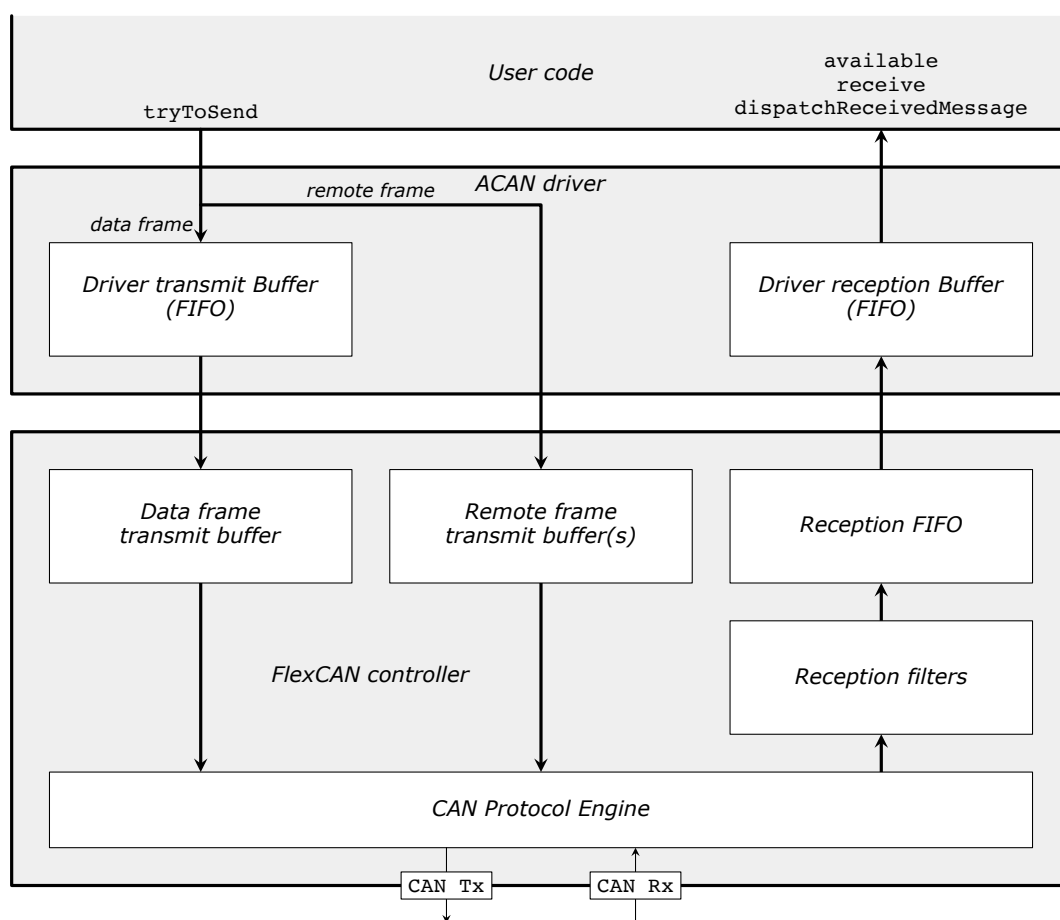 User code
available
receive
dispatchReceivedMessage
tryToSend
ACAN driver
remote frame
data frame
Driver transmit Buffer
(FIFO)
Driver reception Buffer
(FIFO)
Data frame
transmit buffer
Remote frame
transmit buffer(s)
Reception FIFO
FlexCAN controller
Reception filters
CAN Protocol Engine
CAN Tx
CAN Rx